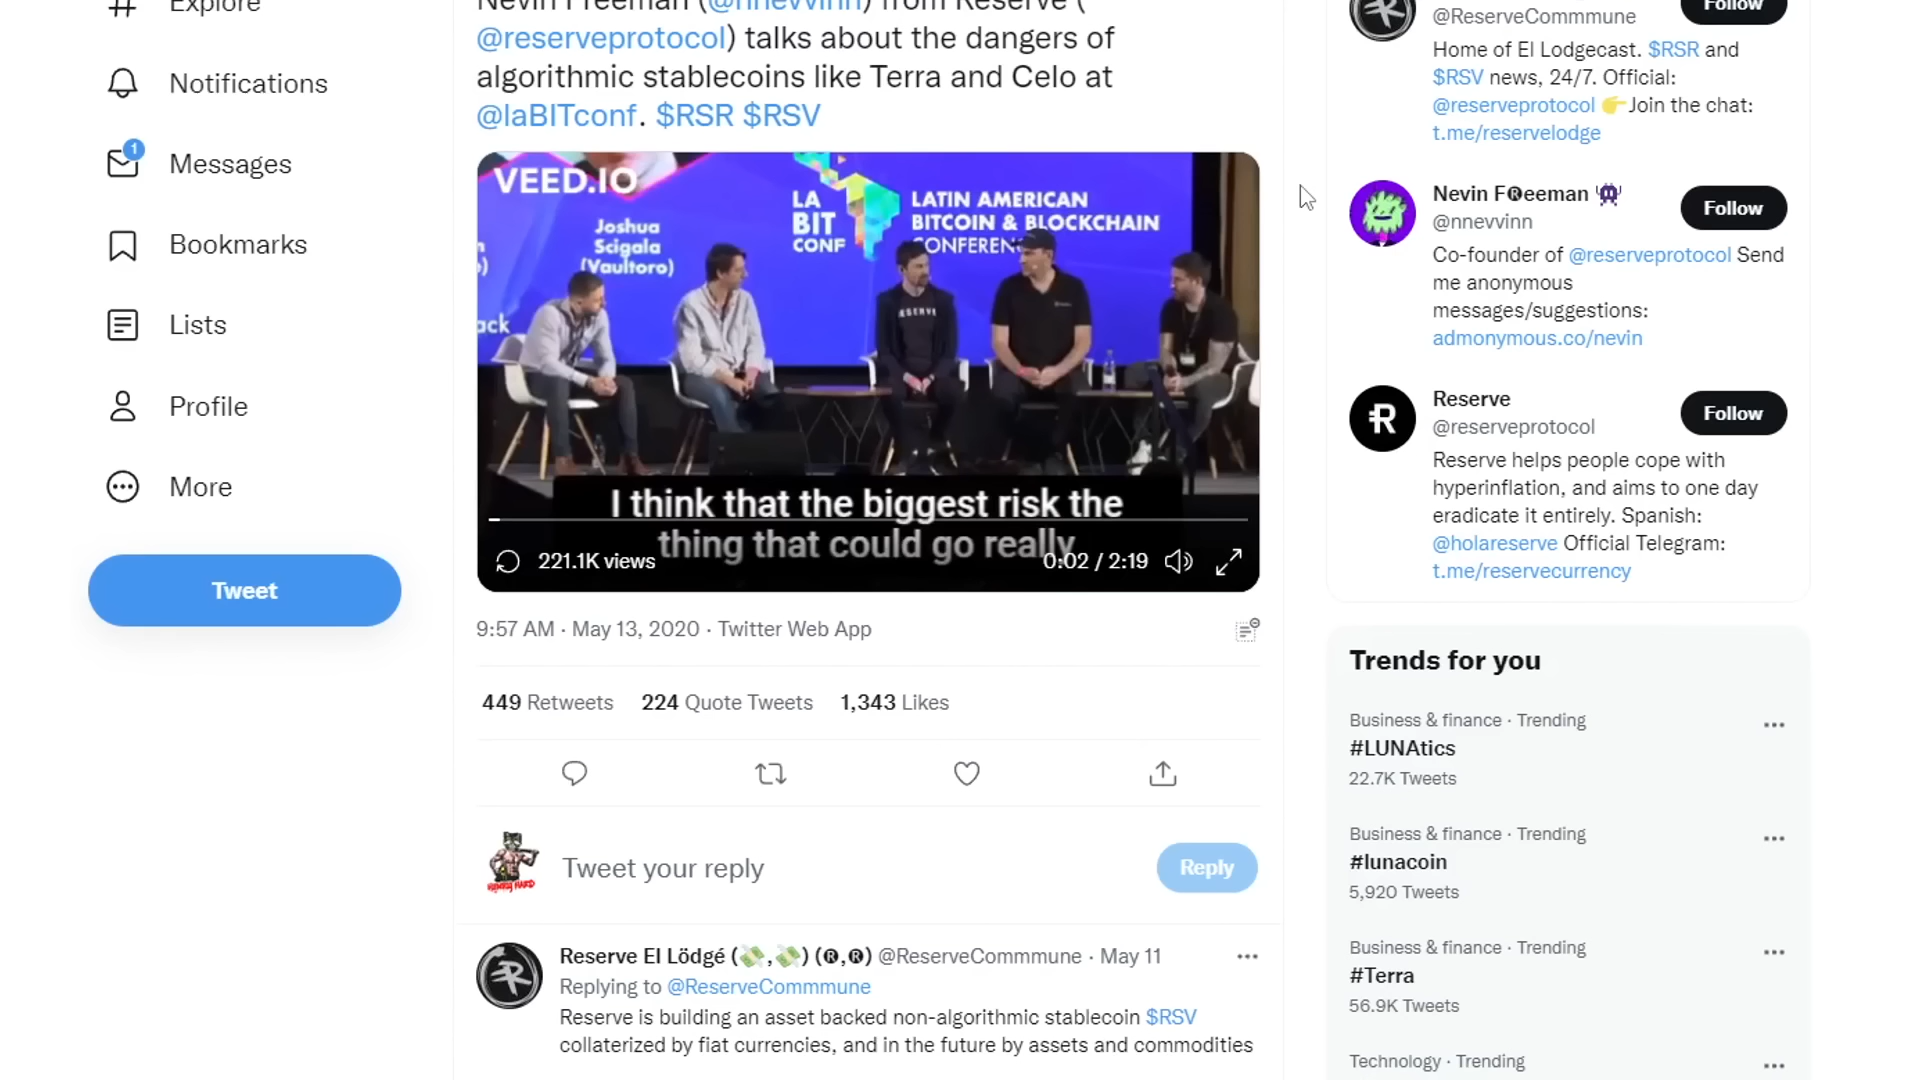 Explore
Notifications
1
Messages
Bookmarks
Lists
Profile
More
Tweet
Nevin Freeman (@nnevvinn) from Reserve (
@reserveprotocol) talks about the dangers of
algorithmic stablecoins like Terra and Celo at
@laBITconf. $RSR $RSV
VEED.IO
Joshua
Scigala
(Vaultoro)
ack
LA
BIT
CONF
LATIN AMERICAN
BITCOIN & BLOCKCHAIN
CONFEREN
RESERVE
I think that the biggest risk the
thing that could go really
221.1K views
0:02 / 2:19
9:57 AM · May 13, 2020 · Twitter Web App
449 Retweets 224 Quote Tweets 1,343 Likes
Tweet your reply
Reply
Reserve El Lödgé (💸,💸) (®,®) @ReserveCommmune · May 11
Replying to @ReserveCommmune
Reserve is building an asset backed non-algorithmic stablecoin $RSV
collaterized by fiat currencies, and in the future by assets and commodities
@ReserveCommmune
Follow
Home of El Lodgecast. $RSR and
$RSV news, 24/7. Official:
@reserveprotocol 👉Join the chat:
t.me/reservelodge
Nevin F®eeman 👾
@nnevvinn
Follow
Co-founder of @reserveprotocol Send
me anonymous
messages/suggestions:
admonymous.co/nevin
Reserve
@reserveprotocol
Follow
Reserve helps people cope with
hyperinflation, and aims to one day
eradicate it entirely. Spanish:
@holareserve Official Telegram:
t.me/reservecurrency
Trends for you
Business & finance · Trending
#LUNAtics
22.7K Tweets
Business & finance · Trending
#lunacoin
5,920 Tweets
Business & finance · Trending
#Terra
56.9K Tweets
Technology · Trending